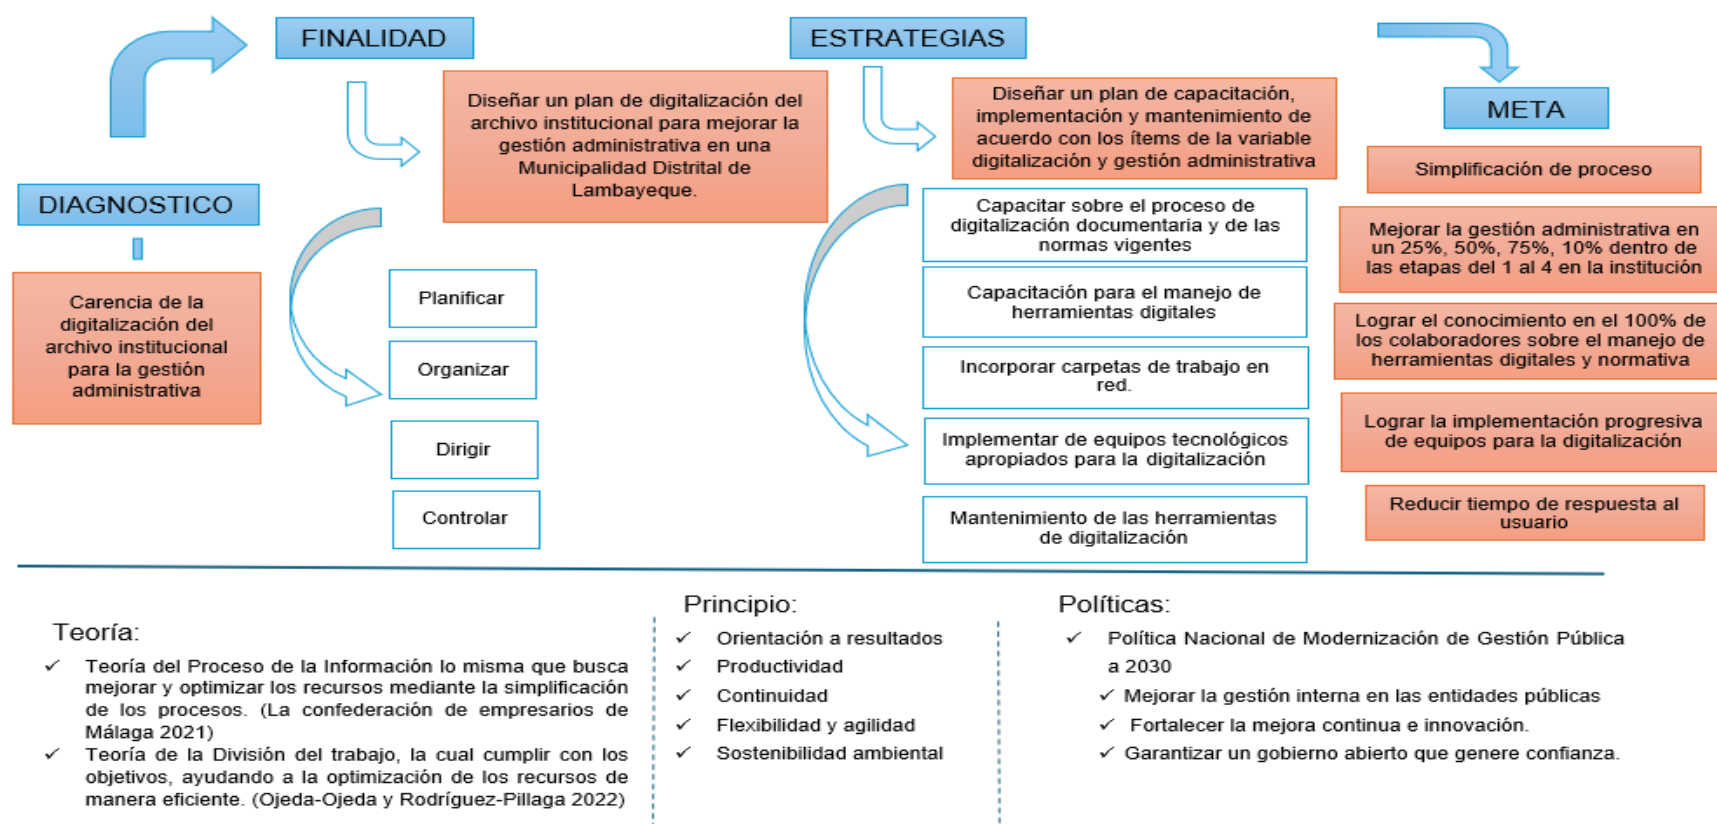 DIAGNOSTICO
Carencia de la
digitalización del
archivo institucional
para la gestión
administrativa
FINALIDAD
Diseñar un plan de digitalización del
archivo institucional para mejorar la
gestión administrativa en una
Municipalidad Distrital de
Lambayeque.
Planificar
Organizar
Dirigir
Controlar
ESTRATEGIAS
Diseñar un plan de capacitación,
implementación y mantenimiento de
acuerdo con los ítems de la variable
digitalización y gestión administrativa
Capacitar sobre el proceso de
digitalización documentaria y de las
normas vigentes
Capacitación para el manejo de
herramientas digitales
Incorporar carpetas de trabajo en
red.
Implementar de equipos tecnológicos
apropiados para la digitalización
Mantenimiento de las herramientas
de digitalización
META
Simplificación de proceso
Mejorar la gestión administrativa en
un 25%, 50%, 75%, 10% dentro de
las etapas del 1 al 4 en la institución
Lograr el conocimiento en el 100% de
los colaboradores sobre el manejo de
herramientas digitales y normativa
Lograr la implementación progresiva
de equipos para la digitalización
Reducir tiempo de respuesta al
usuario
Teoría:
✓ Teoría del Proceso de la Información lo misma que busca
mejorar y optimizar los recursos mediante la simplificación
de los procesos. (La confederación de empresarios de
Málaga 2021)
✓ Teoría de la División del trabajo, la cual cumplir con los
objetivos, ayudando a la optimización de los recursos de
manera eficiente. (Ojeda-Ojeda y Rodríguez-Pillaga 2022)
Principio:
✓ Orientación a resultados
✓ Productividad
✓ Continuidad
✓ Flexibilidad y agilidad
✓ Sostenibilidad ambiental
Políticas:
✓ Política Nacional de Modernización de Gestión Pública
a 2030
✓ Mejorar la gestión interna en las entidades públicas
✓ Fortalecer la mejora continua e innovación.
✓ Garantizar un gobierno abierto que genere confianza.